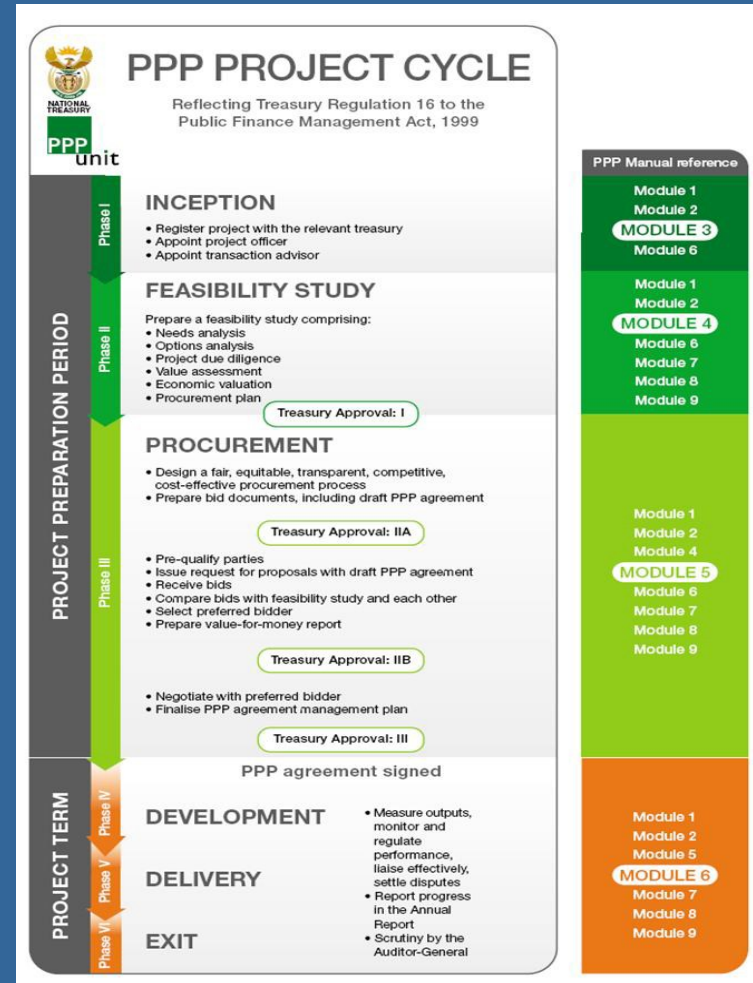 PPP PROJECT CYCLE
Reflecting Treasury Regulation 16 to the
Public Finance Management Act, 1999
NATIONAL
TREASURY
PPP
unit
PPP Manual reference
PROJECT PREPARATION PERIOD
Phase I
INCEPTION
• Register project with the relevant treasury
• Appoint project officer
• Appoint transaction advisor
Module 1
Module 2
MODULE 3
Module 6
Phase II
FEASIBILITY STUDY
Prepare a feasibility study comprising:
• Needs analysis
• Options analysis
• Project due diligence
• Value assessment
• Economic valuation
• Procurement plan
Treasury Approval: I
Module 1
Module 2
MODULE 4
Module 6
Module 7
Module 8
Module 9
Phase III
PROCUREMENT
• Design a fair, equitable, transparent, competitive,
cost-effective procurement process
• Prepare bid documents, including draft PPP agreement
Treasury Approval: IIA
• Pre-qualify parties
• Issue request for proposals with draft PPP agreement
• Receive bids
• Compare bids with feasibility study and each other
• Select preferred bidder
• Prepare value-for-money report
Treasury Approval: IIB
• Negotiate with preferred bidder
• Finalise PPP agreement management plan
Treasury Approval: III
Module 1
Module 2
Module 4
MODULE 5
Module 6
Module 7
Module 8
Module 9
PPP agreement signed
PROJECT TERM
Phase IV
DEVELOPMENT
Phase V
DELIVERY
Phase VI
EXIT
• Measure outputs,
monitor and
regulate
performance,
liaise effectively,
settle disputes
• Report progress
in the Annual
Report
• Scrutiny by the
Auditor-General
Module 1
Module 2
Module 5
MODULE 6
Module 7
Module 8
Module 9